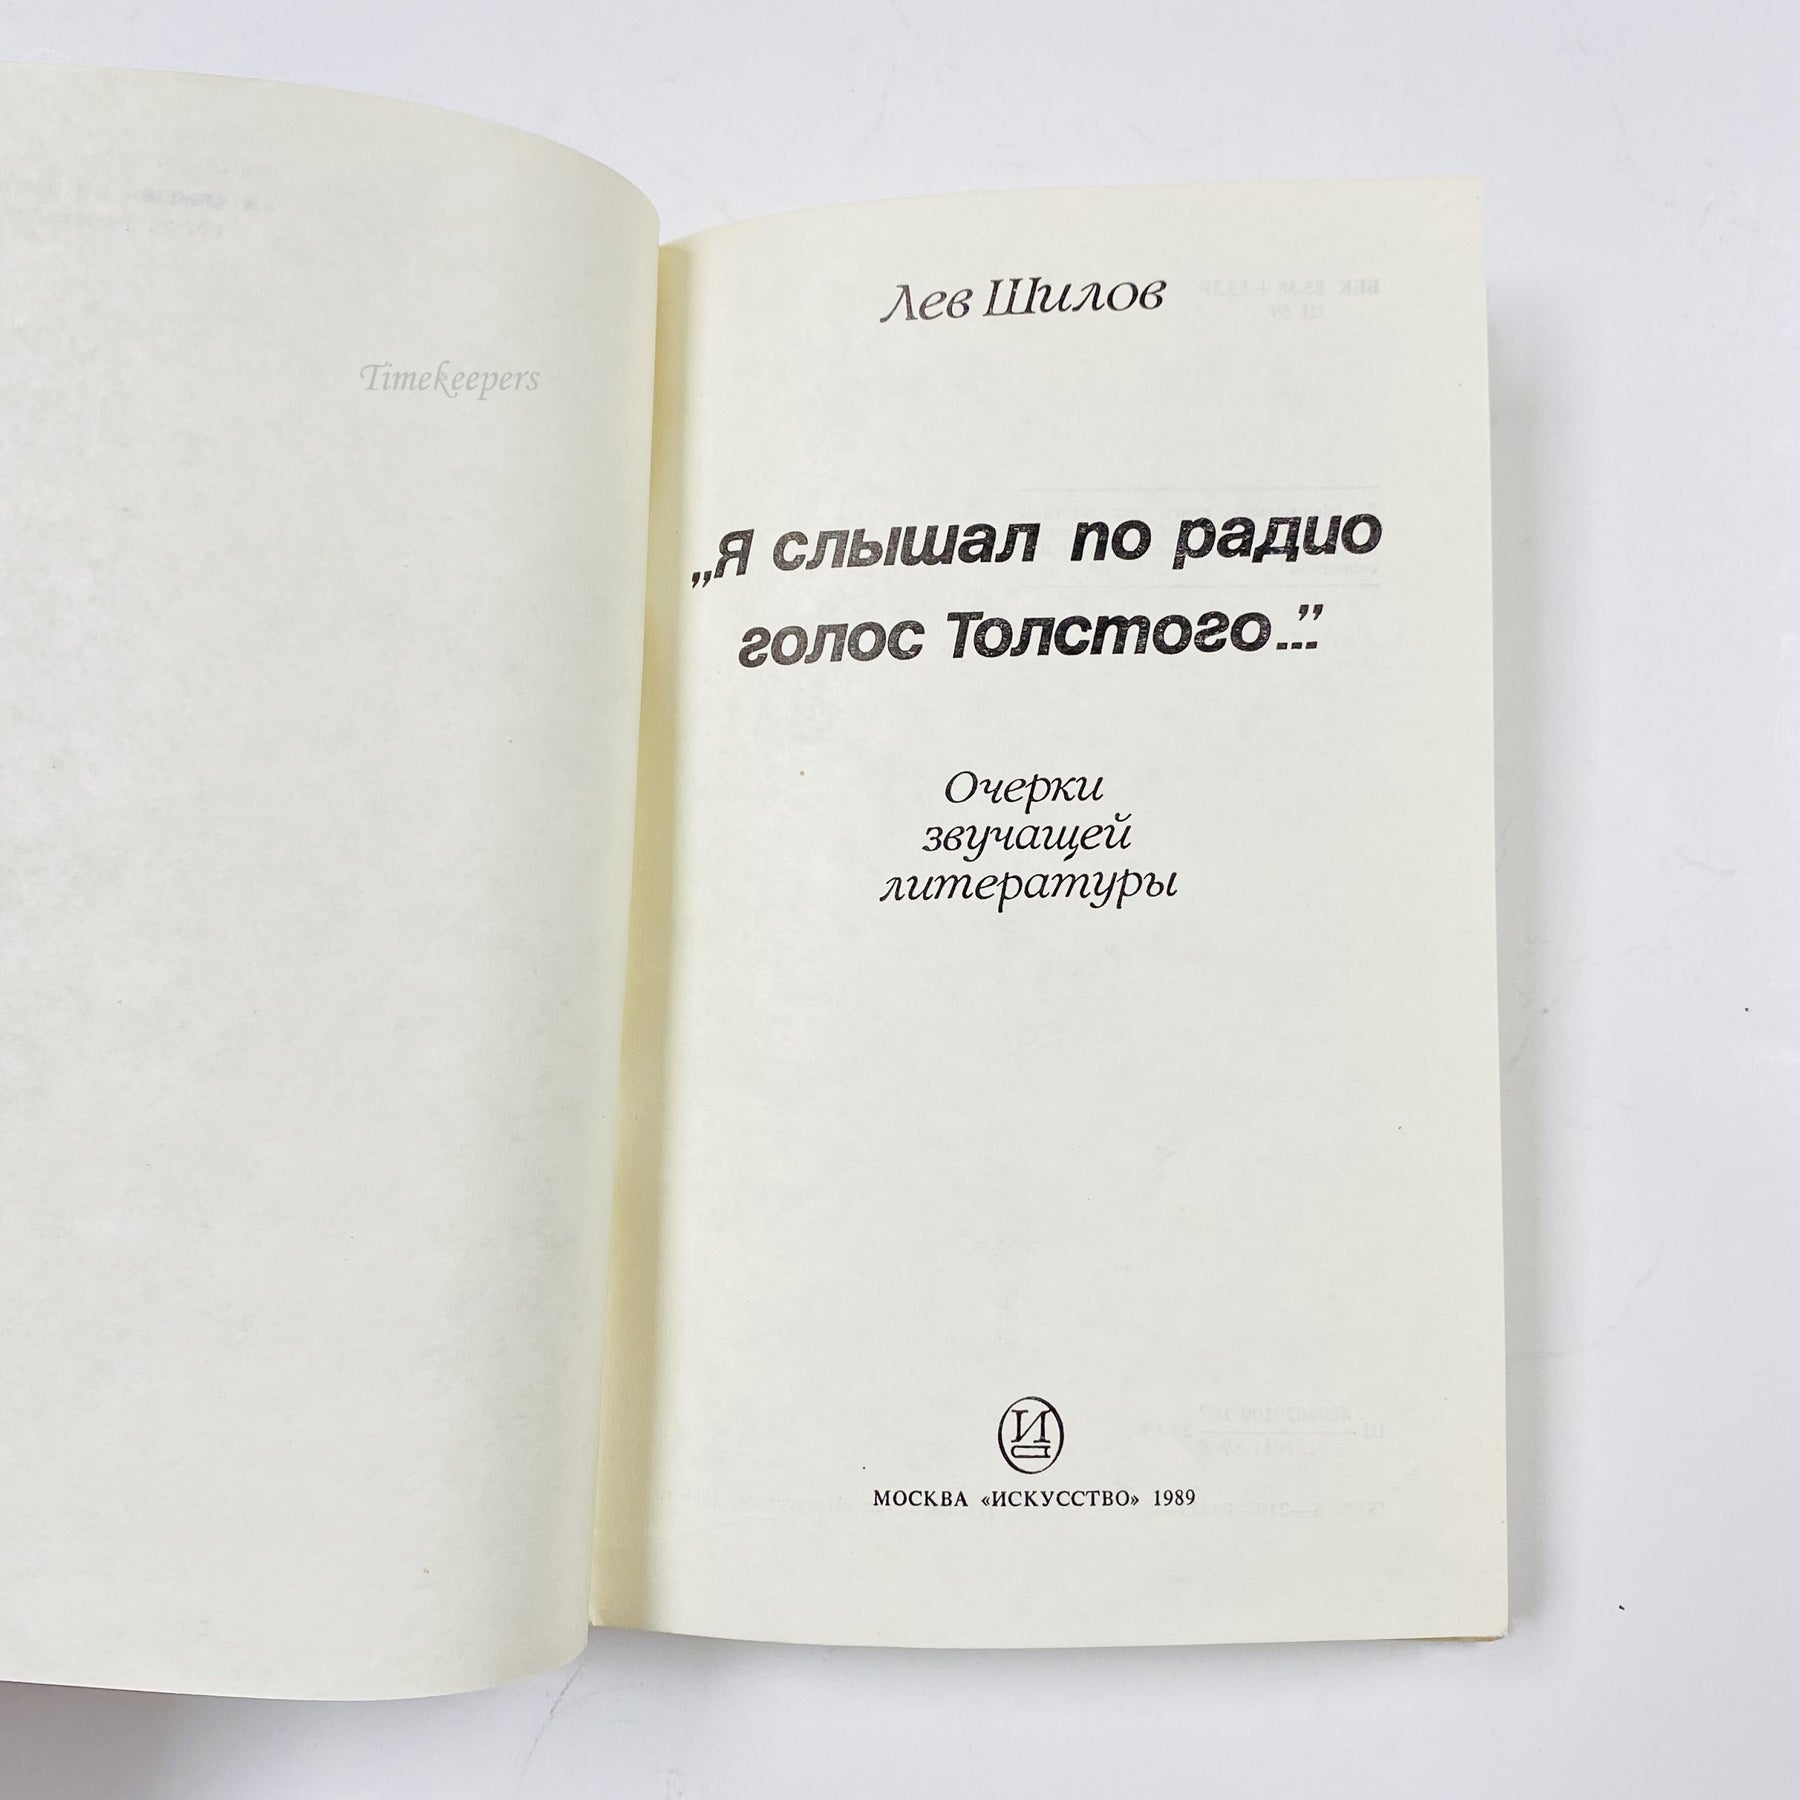 Timekeepers
Лев Шилов
„Я слышал по радио
голос Толстого..."
Очерки
звучащей
литературы
И
МОСКВА «ИСКУССТВО» 1989